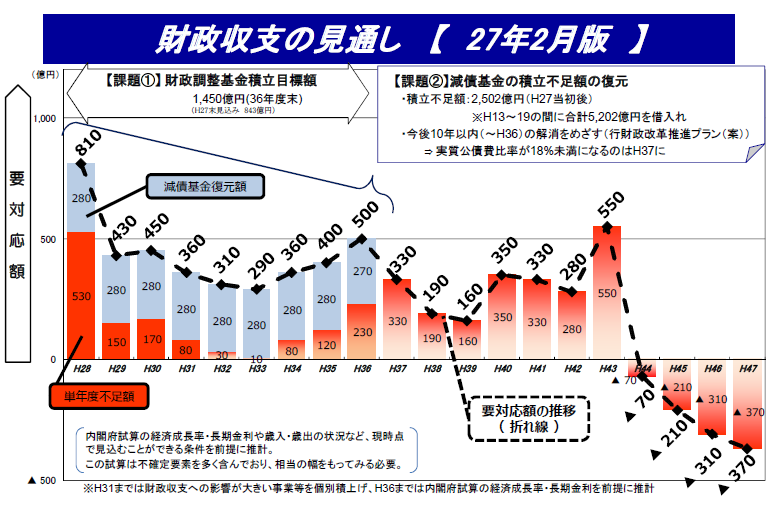 財政収支の見通し 【 27年2月版 】
(億円)
【課題①】財政調整基金積立目標額
1,450億円(36年度末)
(H27末見込み 843億円)
【課題②】減債基金の積立不足額の復元
・積立不足額:2,502億円(H27当初後)
※H13~19の間に合計5,202億円を借入れ
・今後10年以内(~H36)の解消をめざす(行財政改革推進プラン(案))
⇒ 実質公債費比率が18%未満になるのはH37に
要対応額
1,000
500
0
▲ 500
810 430 450 360 310 290 360 400 500 330 190 160 350 330 280 550
減債基金復元額
280 280 280 280 280 280 280 280 270
530 150 170 80 30 10 80 120 230 330 190 160 350 330 280 550
H28 H29 H30 H31 H32 H33 H34 H35 H36 H37 H38 H39 H40 H41 H42 H43 H44 H45 H46 H47
▲ 70 ▲ 210 ▲ 310 ▲ 370
▲ 70 ▲ 210 ▲ 310 ▲ 370
単年度不足額
要対応額の推移
( 折れ線 )
内閣府試算の経済成長率・長期金利や歳入・歳出の状況など、現時点
で見込むことができる条件を前提に推計。
この試算は不確定要素を多く含んでおり、相当の幅をもってみる必要。
※H31までは財政収支への影響が大きい事業等を個別積上げ、H36までは内閣府試算の経済成長率・長期金利を前提に推計